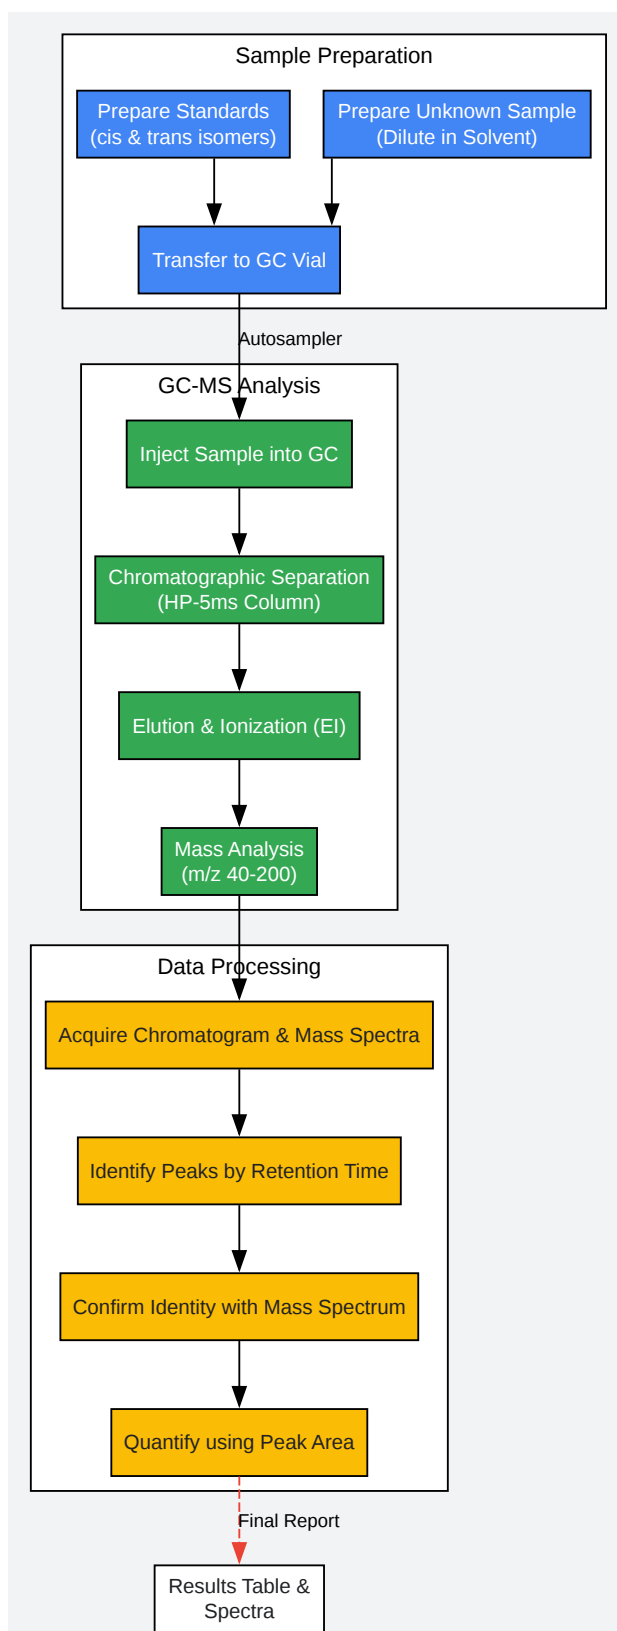 Sample Preparation
Prepare Standards
(cis & trans isomers)
Prepare Unknown Sample
(Dilute in Solvent)
Transfer to GC Vial
Autosampler
GC-MS Analysis
Inject Sample into GC
Chromatographic Separation
(HP-5ms Column)
Elution & Ionization (EI)
Mass Analysis
(m/z 40-200)
Data Processing
Acquire Chromatogram & Mass Spectra
Identify Peaks by Retention Time
Confirm Identity with Mass Spectrum
Quantify using Peak Area
Final Report
Results Table &
Spectra